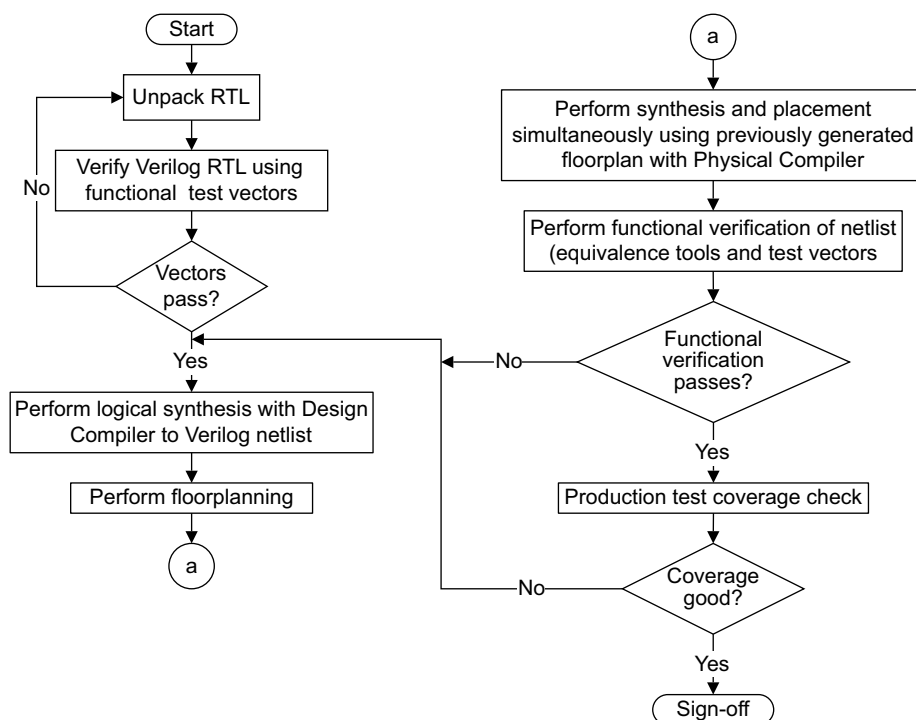 Start
Unpack RTL
Verify Verilog RTL using
functional test vectors
No
Vectors
pass?
Yes
Perform logical synthesis with Design
Compiler to Verilog netlist
Perform floorplanning
a
a
Perform synthesis and placement
simultaneously using previously generated
floorplan with Physical Compiler
Perform functional verification of netlist
(equivalence tools and test vectors
Functional
verification
passes?
No
Yes
Production test coverage check
Coverage
good?
No
Yes
Sign-off